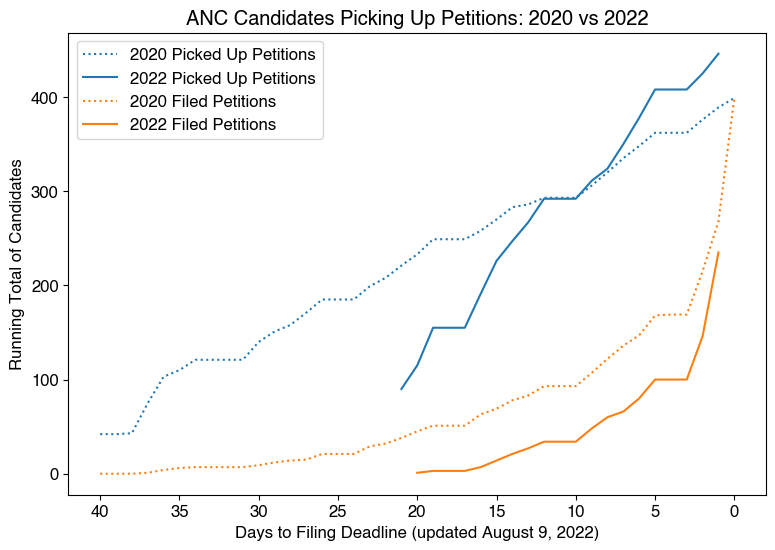 ANC Candidates Picking Up Petitions: 2020 vs 2022
2020 Picked Up Petitions
2022 Picked Up Petitions
2020 Filed Petitions
2022 Filed Petitions
Running Total of Candidates
400
300
200
100
0
40 35 30 25 20 15 10 5 0
Days to Filing Deadline (updated August 9, 2022)